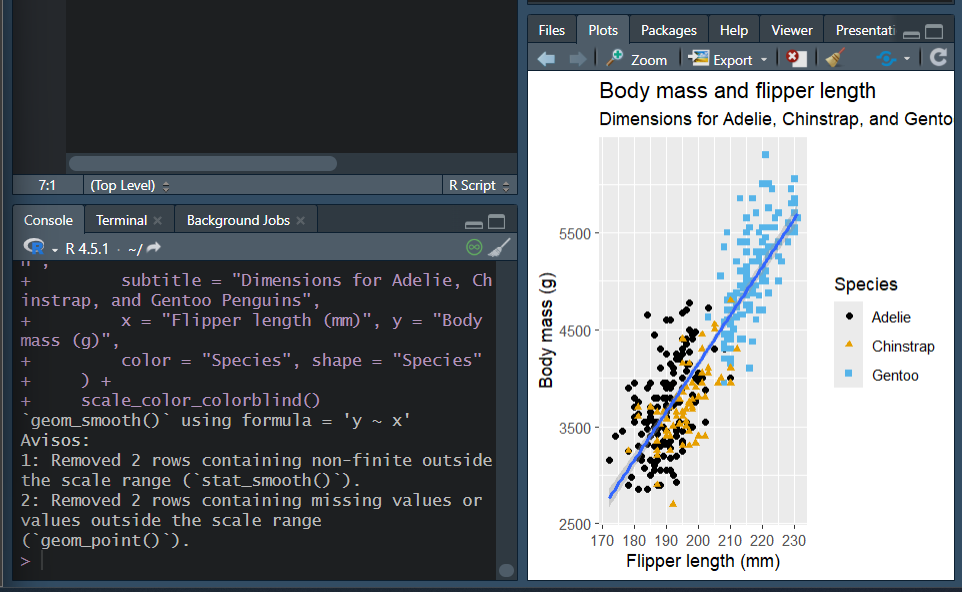 7:1 (Top Level) R Script
Console Terminal Background Jobs
R 4.5.1 · ~/
+ subtitle = "Dimensions for Adelie, Ch
instrap, and Gentoo Penguins",
+ x = "Flipper length (mm)", y = "Body
mass (g)",
+ color = "Species", shape = "Species"
+ ) +
+ scale_color_colorblind()
`geom_smooth()` using formula = 'y ~ x'
Avisos:
1: Removed 2 rows containing non-finite outside
the scale range (`stat_smooth()`).
2: Removed 2 rows containing missing values or
values outside the scale range
(`geom_point()`).
>
Files Plots Packages Help Viewer Presentati
Zoom Export
Body mass and flipper length
Dimensions for Adelie, Chinstrap, and Gento
Body mass (g)
5500
4500
3500
2500
170 180 190 200 210 220 230
Flipper length (mm)
Species
Adelie
Chinstrap
Gentoo